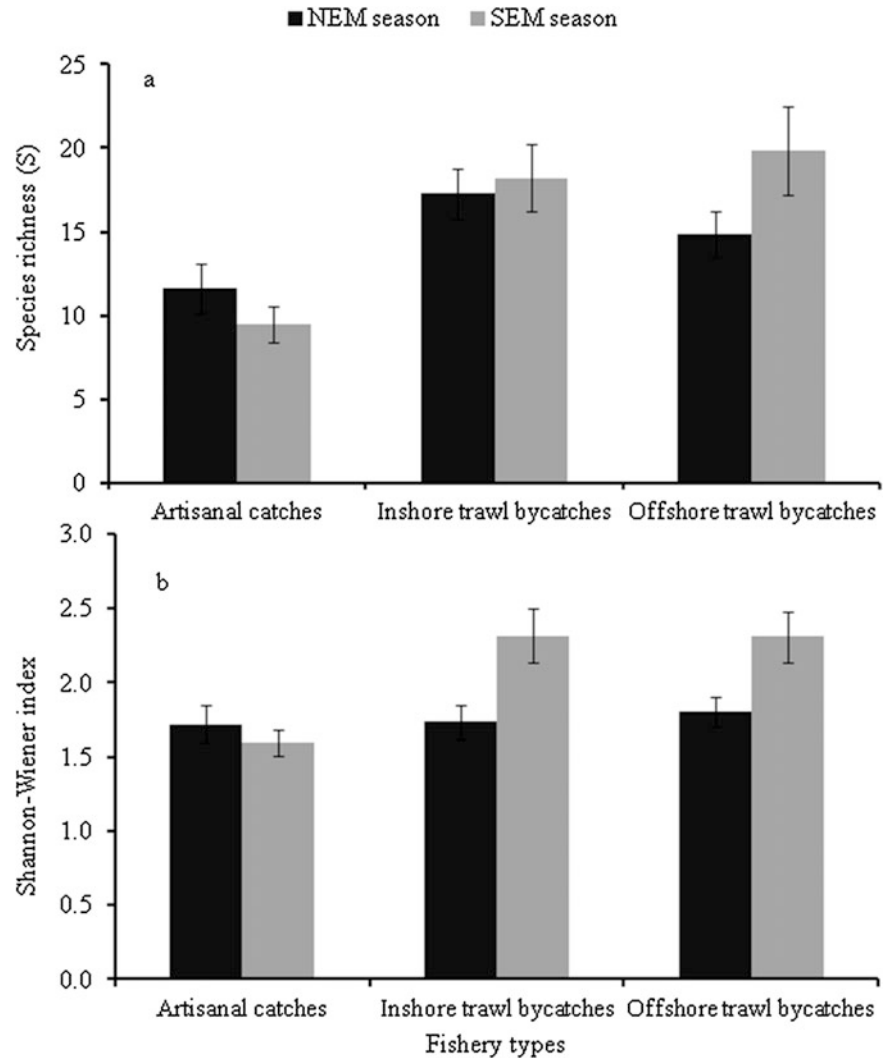 NEM season SEM season
a
25
20
15
10
5
0
Species richness (S)
Artisanal catches Inshore trawl bycatches Offshore trawl bycatches
b
3.0
2.5
2.0
1.5
1.0
0.5
0.0
Shannon-Wiener index
Artisanal catches Inshore trawl bycatches Offshore trawl bycatches
Fishery types